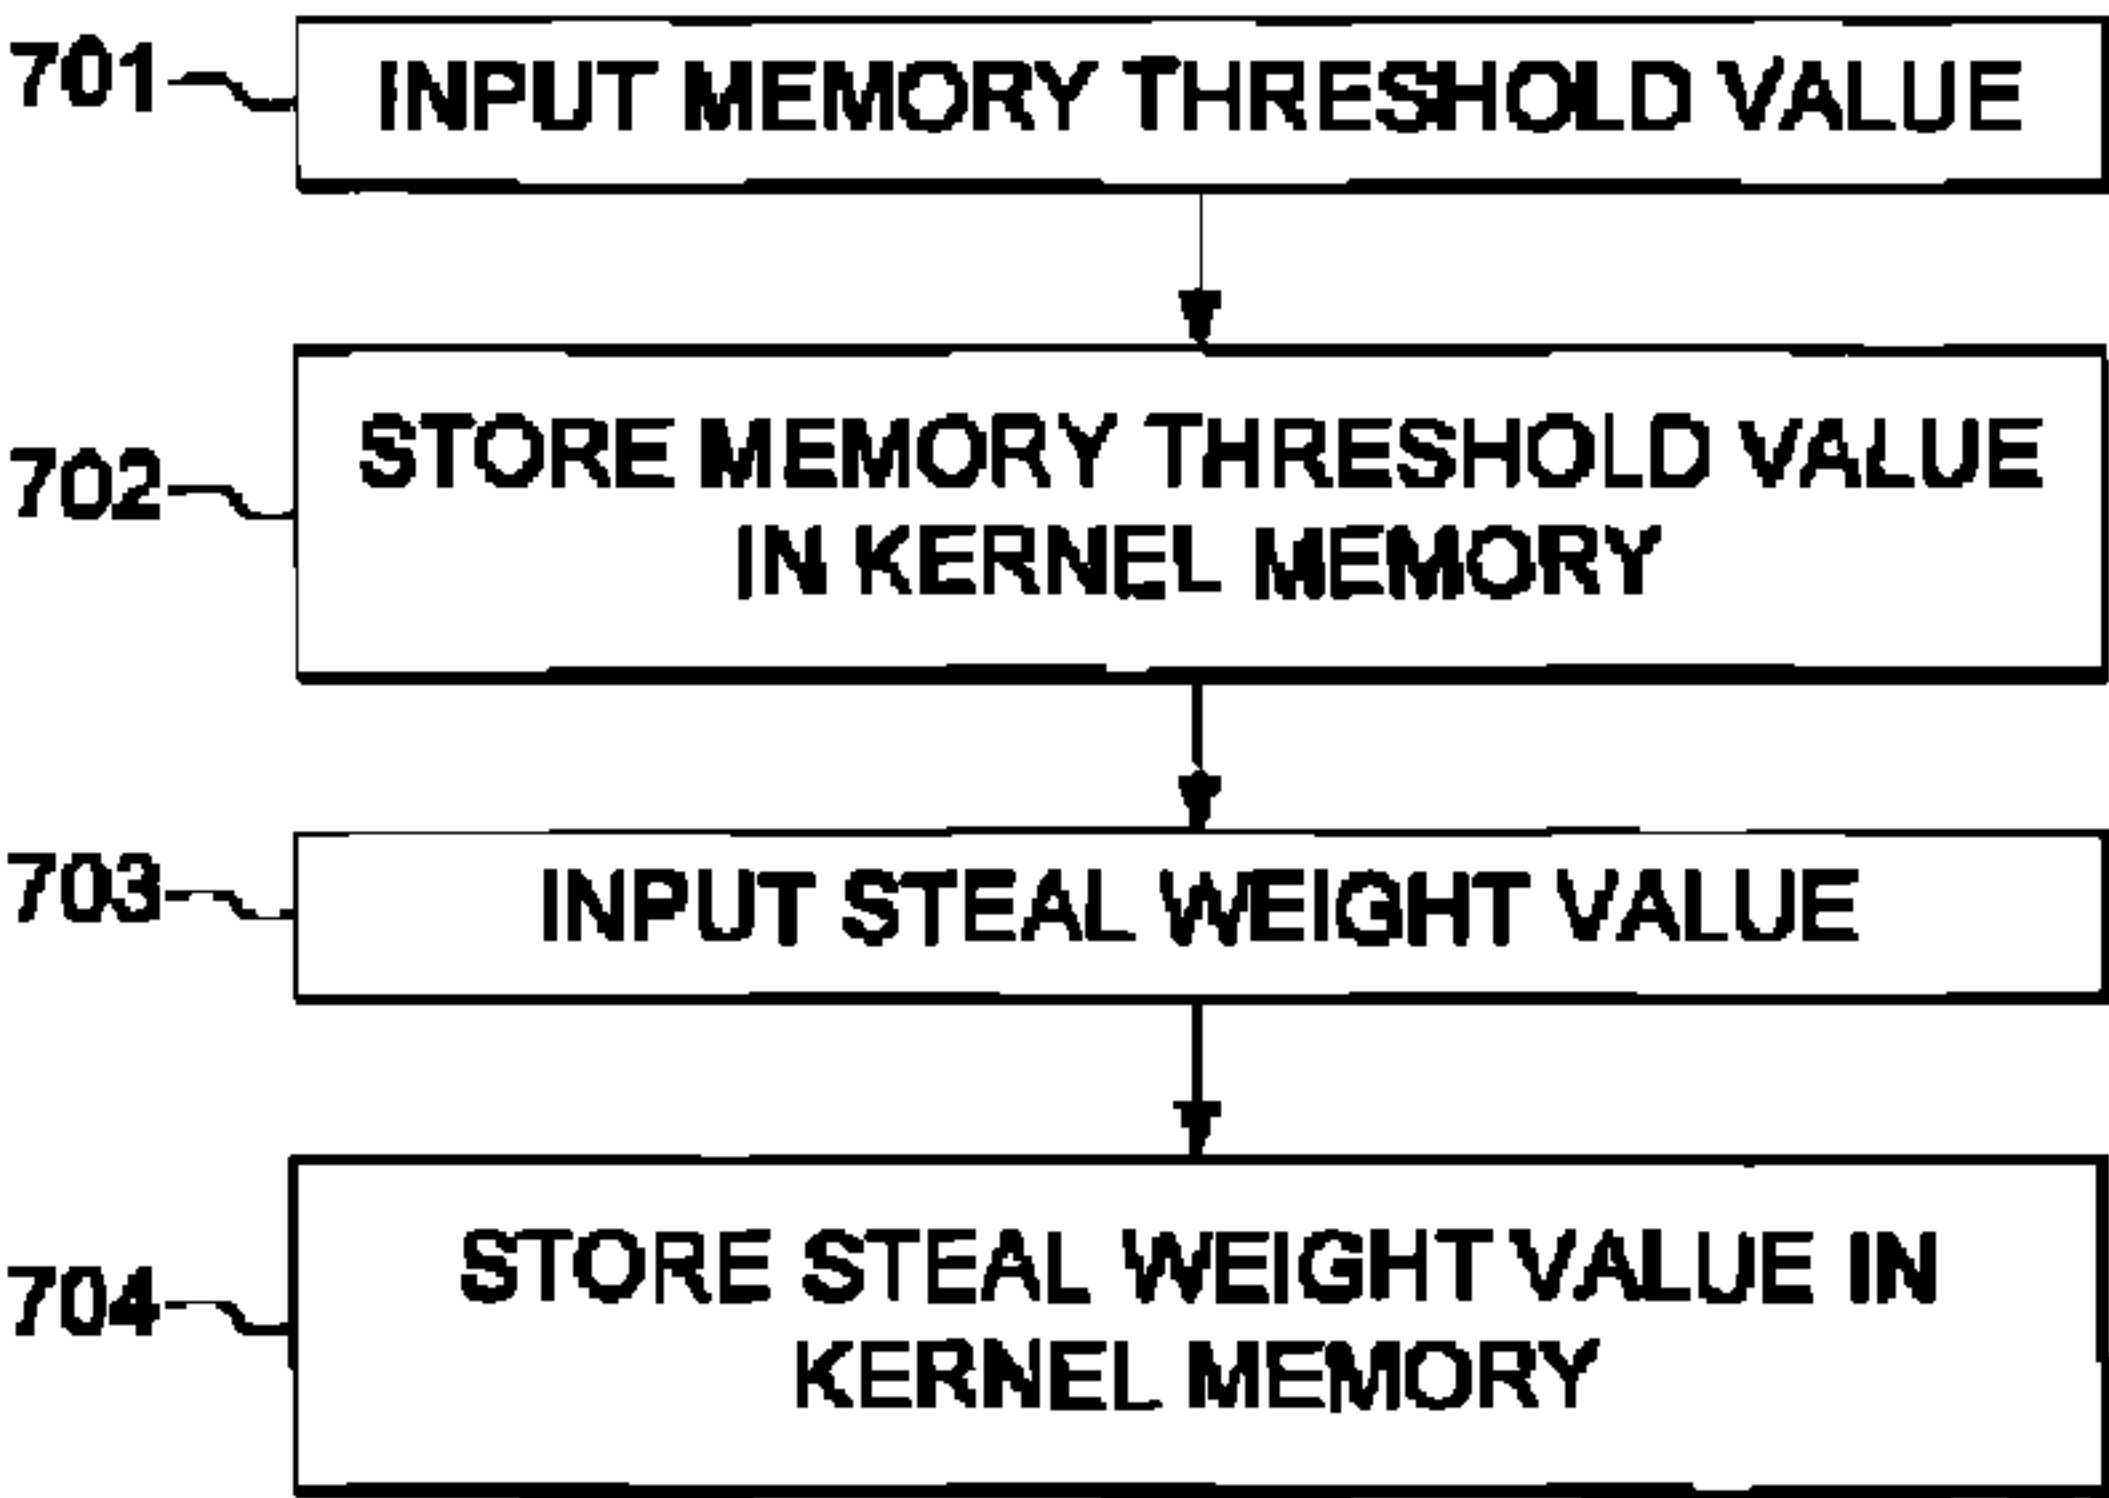 701
INPUT MEMORY THRESHOLD VALUE
702
STORE MEMORY THRESHOLD VALUE
IN KERNEL MEMORY
703
INPUT STEAL WEIGHT VALUE
704
STORE STEAL WEIGHT VALUE IN
KERNEL MEMORY